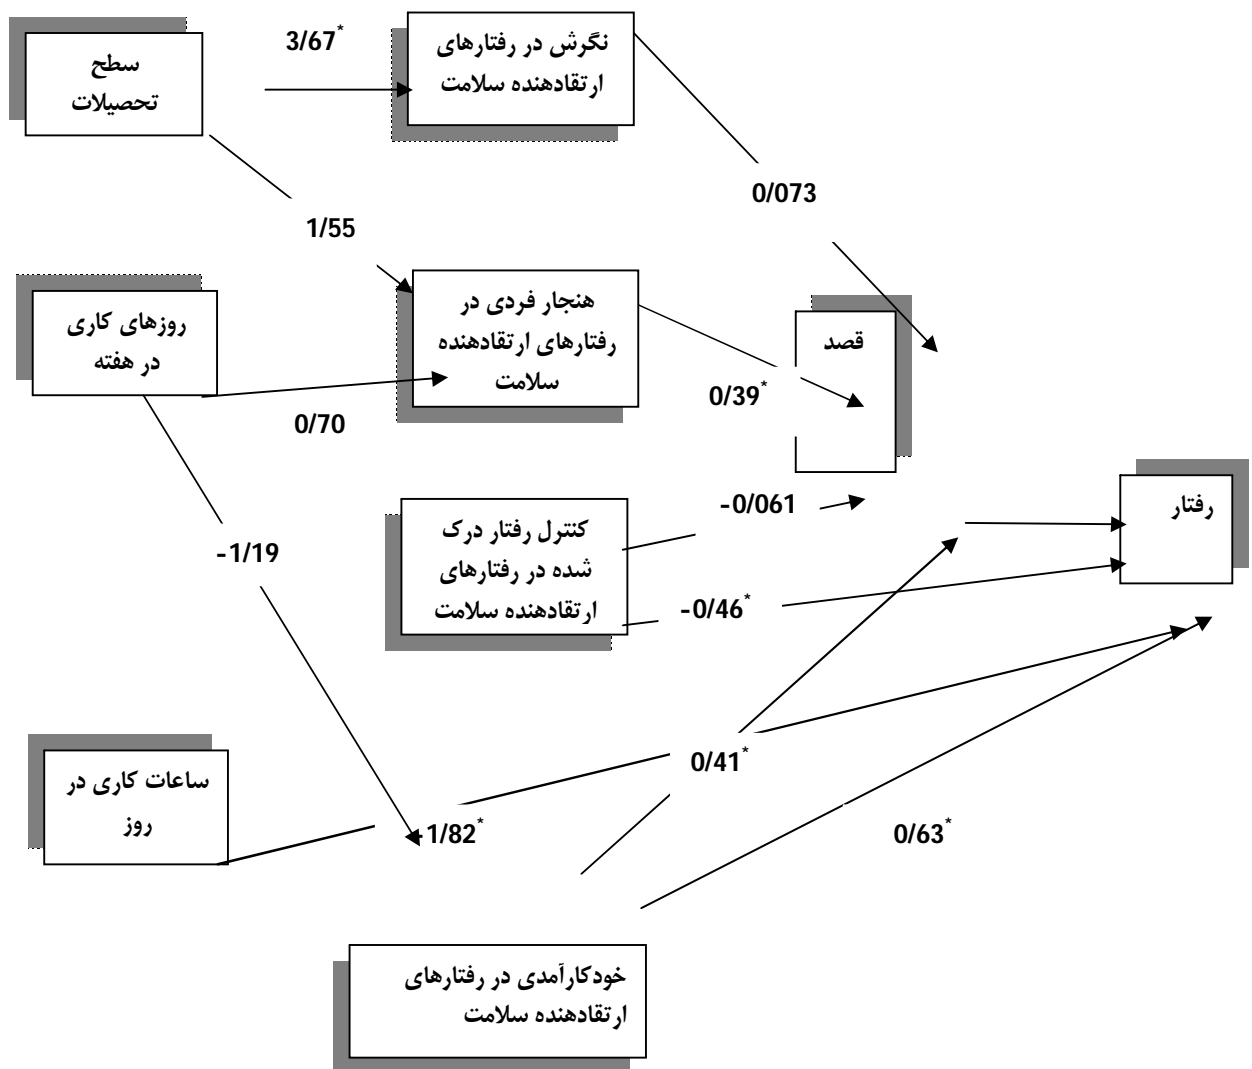 سطح
تحصیلات
3/67*
نگرش در رفتارهای
ارتقادهنده سلامت
0/073
1/55
روزهای کاری
در هفته
هنجار فردی در
رفتارهای ارتقادهنده
سلامت
قصد
0/39*
0/70
-0/061
رفتار
کنترل رفتار درک
شده در رفتارهای
ارتقادهنده سلامت
-1/19
-0/46*
ساعات کاری در
روز
0/41*
1/82*
0/63*
خودکارآمدی در رفتارهای
ارتقادهنده سلامت